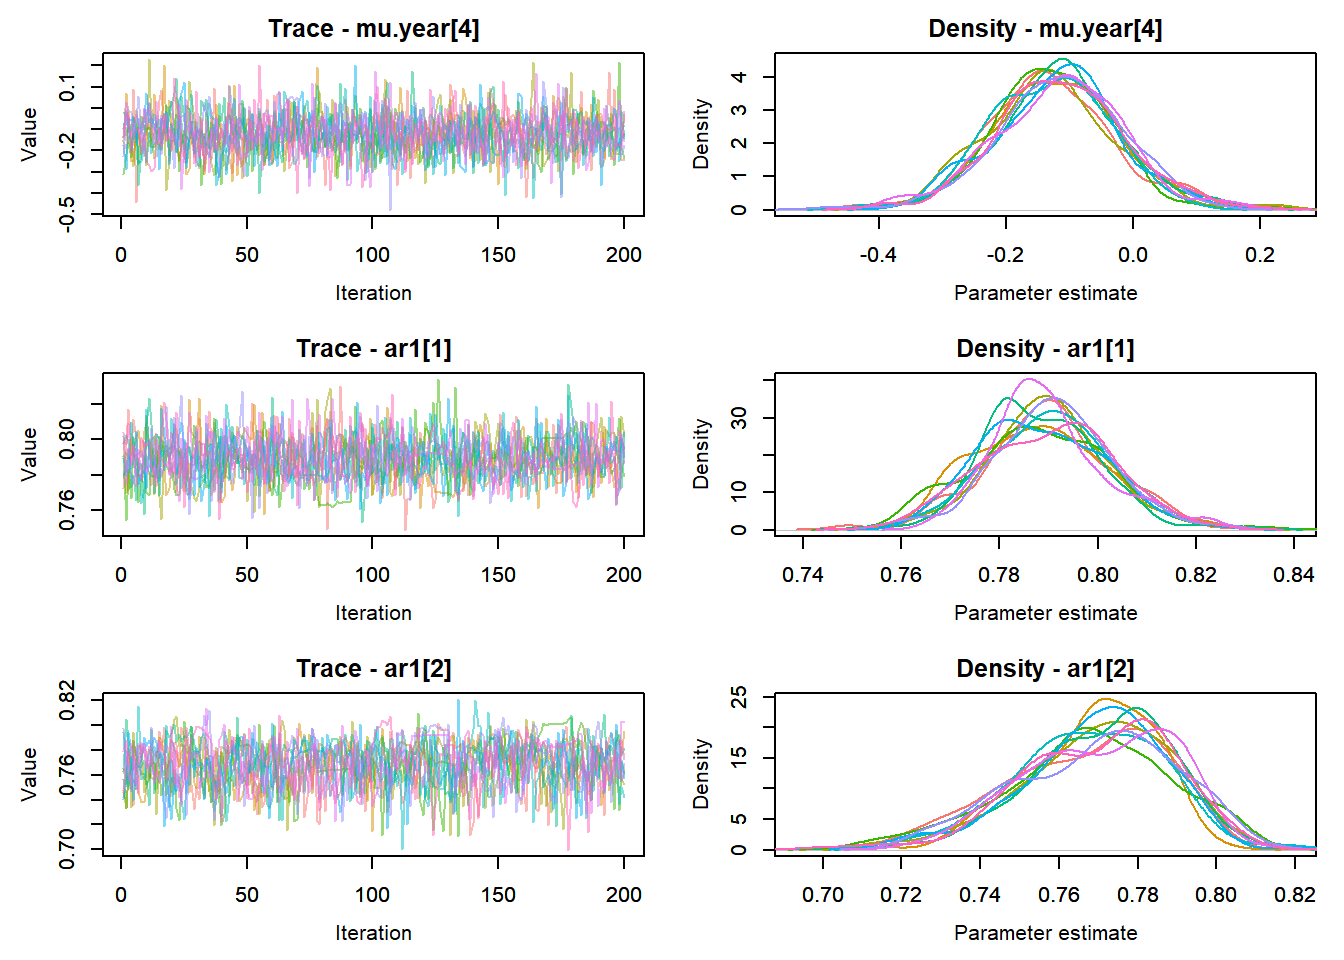 Trace - mu.year[4]
Value
0.1
-0.2
-0.5
0 50 100 150 200
Iteration
Density - mu.year[4]
Density
4
3
2
1
0
-0.4 -0.2 0.0 0.2
Parameter estimate
Trace - ar1[1]
Value
0.80
0.76
0 50 100 150 200
Iteration
Density - ar1[1]
Density
30
10
0
0.74 0.76 0.78 0.80 0.82 0.84
Parameter estimate
Trace - ar1[2]
Value
0.82
0.76
0.70
0 50 100 150 200
Iteration
Density - ar1[2]
Density
25
15
5
0
0.70 0.72 0.74 0.76 0.78 0.80 0.82
Parameter estimate